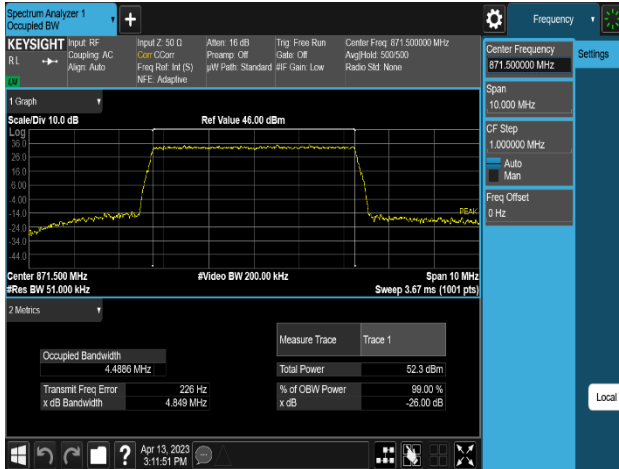 Spectrum Analyzer 1
Occupied BW
Frequency
KEYSIGHT
Input: RF
Coupling: AC
Align: Auto
Input Z: 50 Ω
Corr CCorr
Freq Ref: Int (S)
NFE: Adaptive
Atten: 16 dB
Preamp: Off
µW Path: Standard
Trig: Free Run
Gate: Off
#IF Gain: Low
Center Freq: 871.500000 MHz
Avg|Hold: 500/500
Radio Std: None
R L
LU
Center Frequency
871.500000 MHz
Settings
Span
10.000 MHz
CF Step
1.000000 MHz
Auto
Man
Freq Offset
0 Hz
1 Graph
Scale/Div 10.0 dB
Ref Value 46.00 dBm
Log
36.0
26.0
16.0
6.00
-4.00
-14.0
-24.0
-34.0
-44.0
PEAK
Center 871.500 MHz
#Video BW 200.00 kHz
Span 10 MHz
#Res BW 51.000 kHz
Sweep 3.67 ms (1001 pts)
2 Metrics
Measure Trace
Trace 1
Occupied Bandwidth
4.4886 MHz
Total Power
52.3 dBm
Transmit Freq Error
226 Hz
% of OBW Power
99.00 %
x dB Bandwidth
4.849 MHz
x dB
-26.00 dB
Local
?
Apr 13, 2023
3:11:51 PM